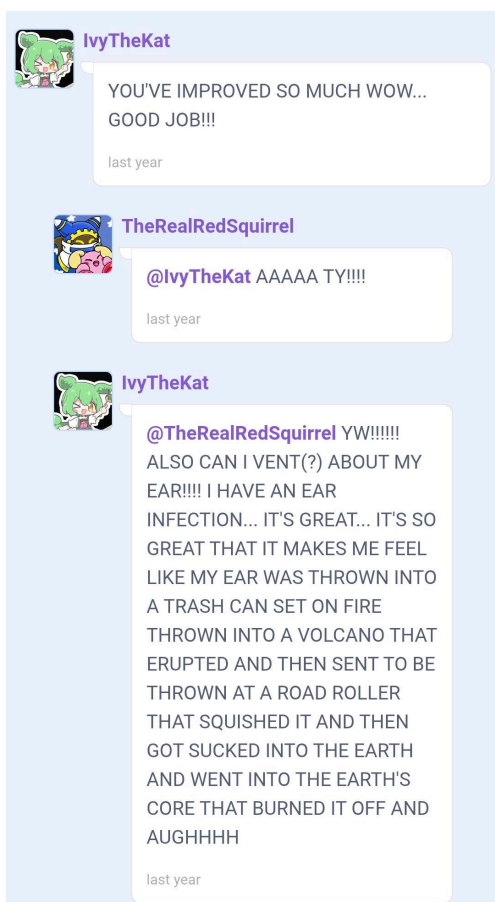 IvyTheKat
YOU'VE IMPROVED SO MUCH WOW...
GOOD JOB!!!
last year
TheRealRedSquirrel
@IvyTheKat AAAAA TY!!!!
last year
IvyTheKat
@TheRealRedSquirrel YW!!!!!!
ALSO CAN I VENT(?) ABOUT MY
EAR!!!! I HAVE AN EAR
INFECTION... IT'S GREAT... IT'S SO
GREAT THAT IT MAKES ME FEEL
LIKE MY EAR WAS THROWN INTO
A TRASH CAN SET ON FIRE
THROWN INTO A VOLCANO THAT
ERUPTED AND THEN SENT TO BE
THROWN AT A ROAD ROLLER
THAT SQUISHED IT AND THEN
GOT SUCKED INTO THE EARTH
AND WENT INTO THE EARTH'S
CORE THAT BURNED IT OFF AND
AUGHHHH
last year